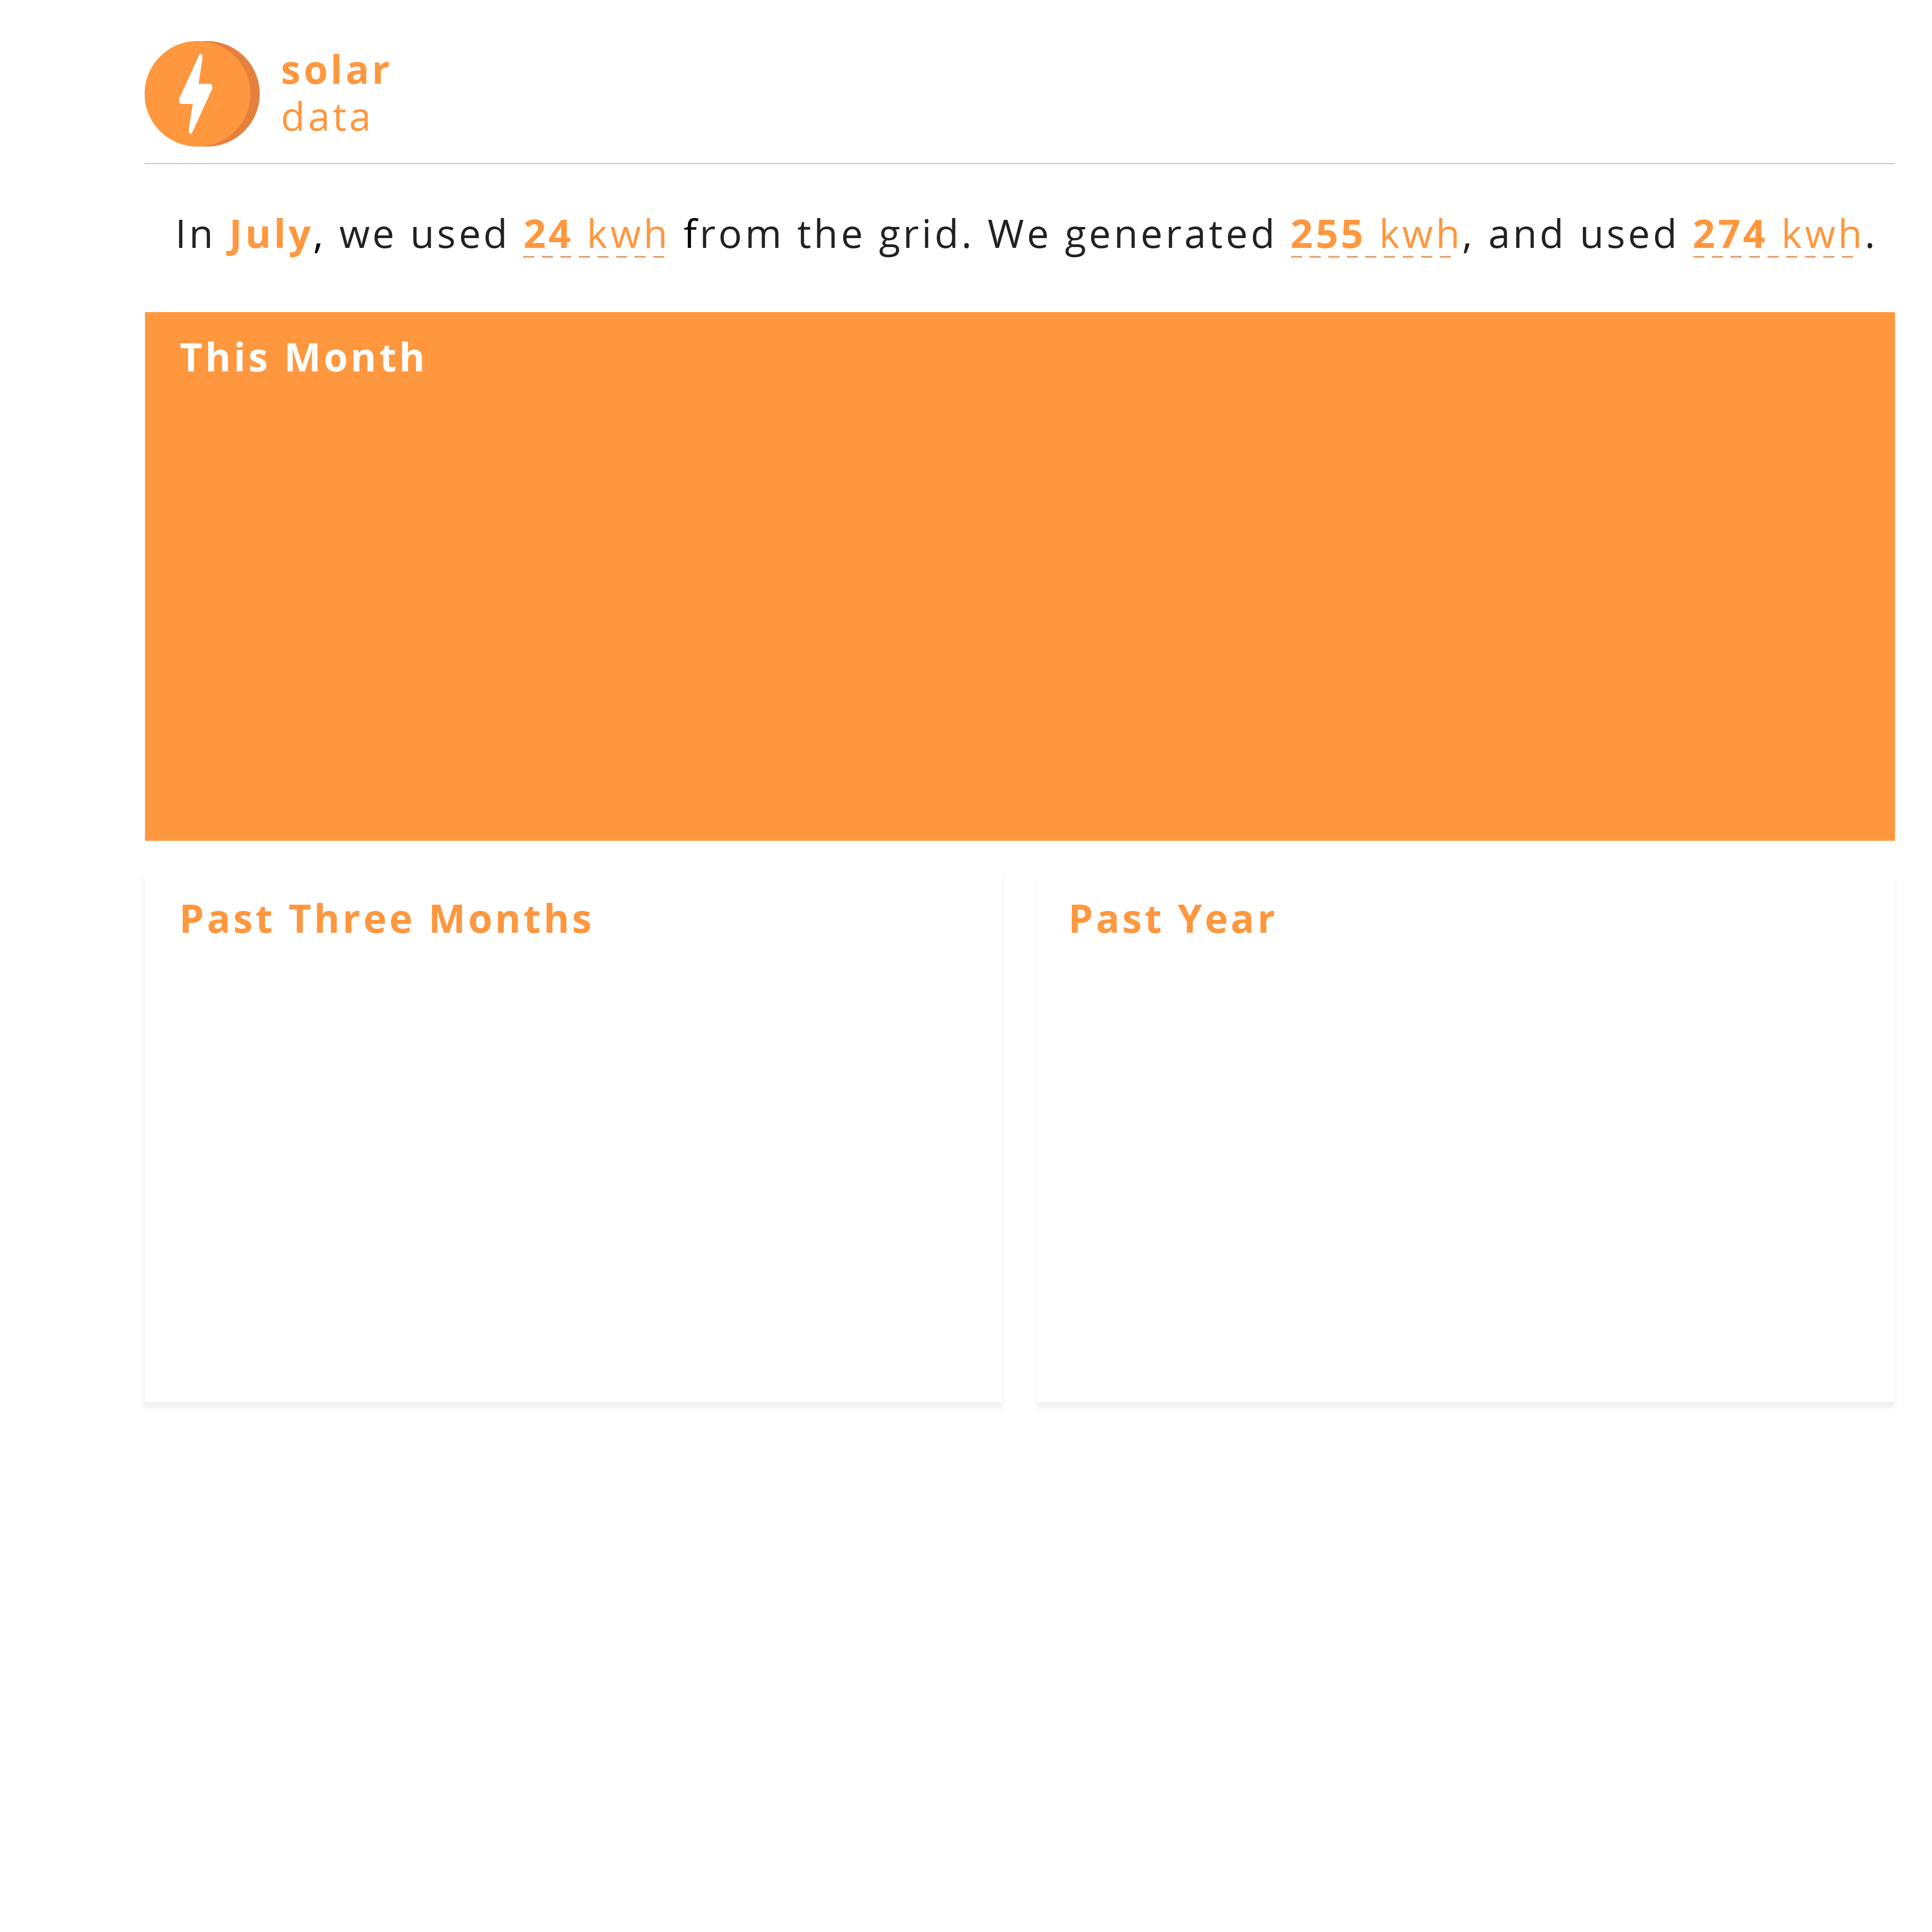 solar
data
In July, we used 24 kwh from the grid. We generated 255 kwh, and used 274 kwh.
This Month
Past Three Months
Past Year